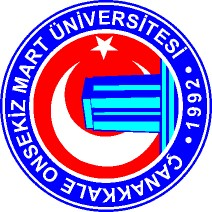 ÇANAKKALE ONSEKİZ MART ÜNİVERSİTESİ
• 1992 •